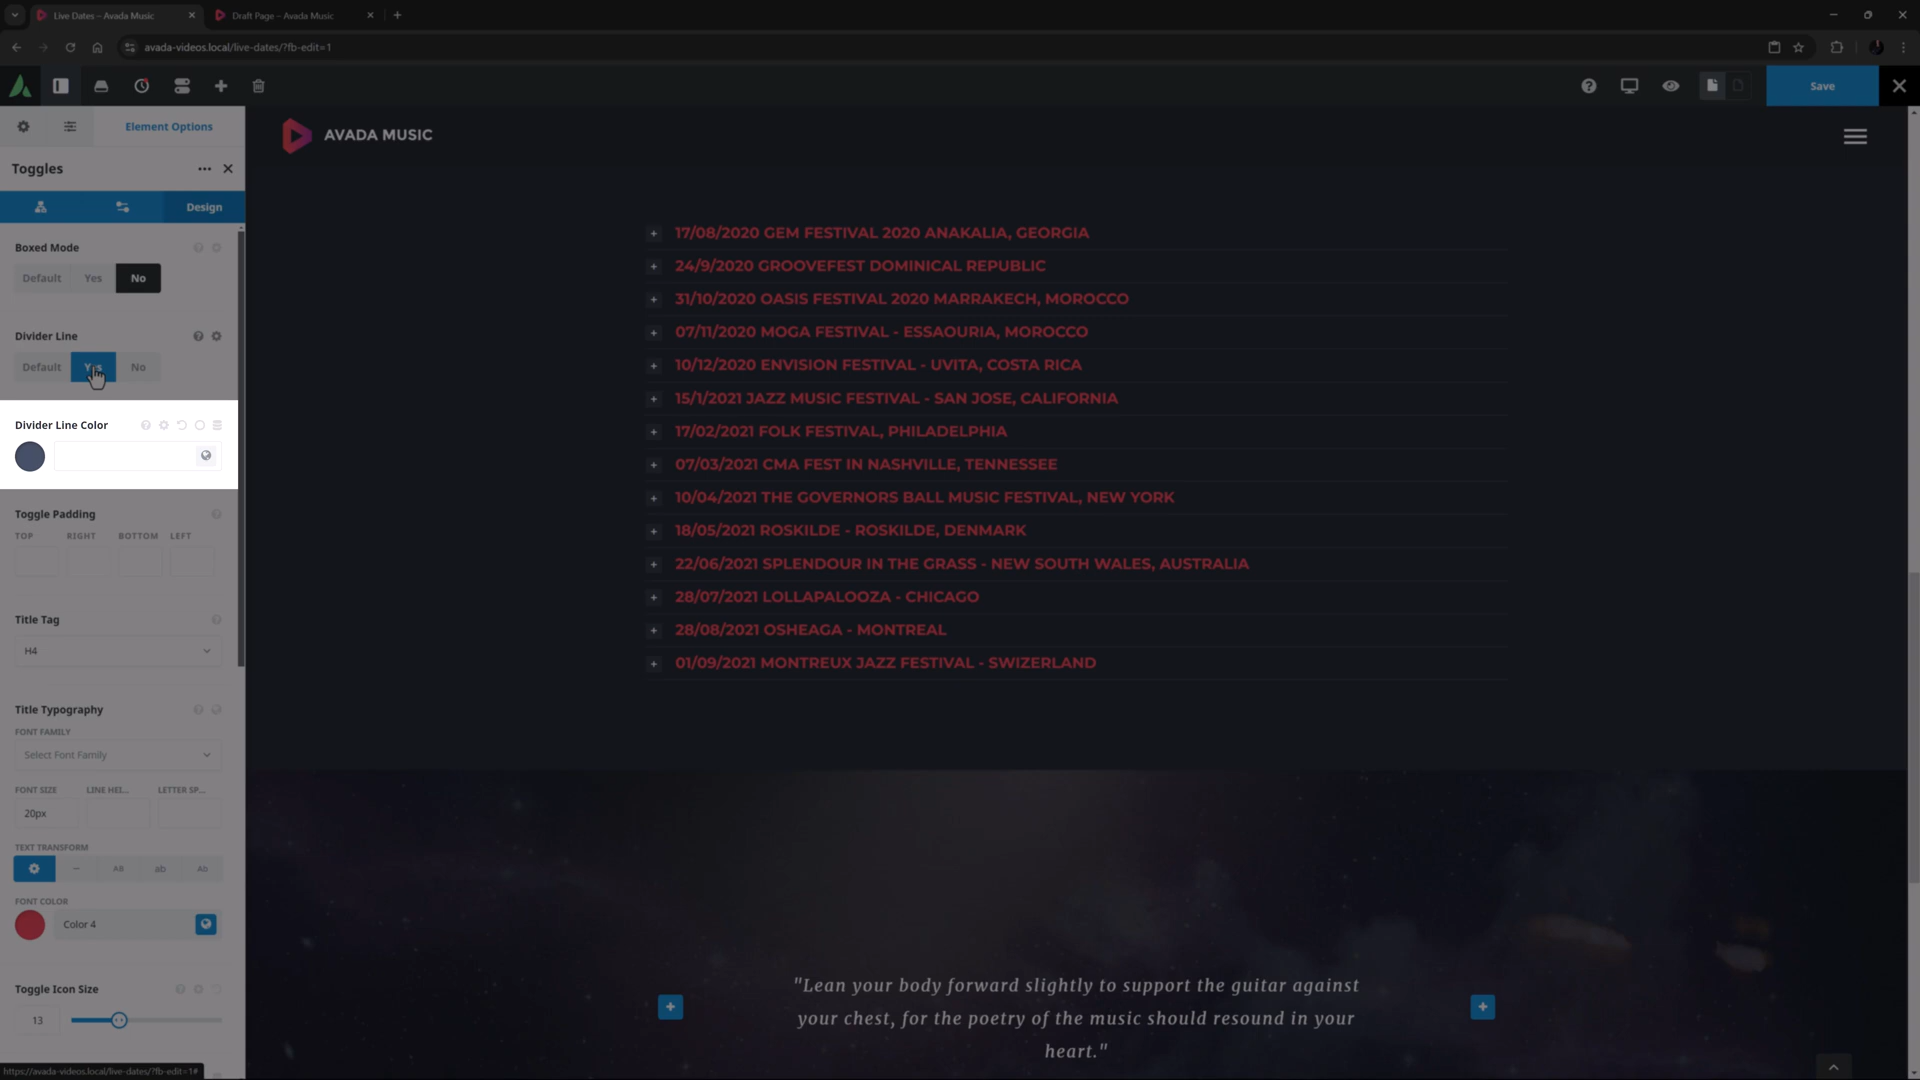 Live Dates – Avada Music
Draft Page – Avada Music
avada-videos.local/live-dates/?fb-edit=1
Save
Element Options
Toggles
Design
Boxed Mode
Default Yes No
Divider Line
Default Yes No
Divider Line Color
Toggle Padding
TOP RIGHT BOTTOM LEFT
Title Tag
H4
Title Typography
FONT FAMILY
Select Font Family
FONT SIZE LINE HEI... LETTER SP...
20px
TEXT TRANSFORM
– AB ab Ab
FONT COLOR
Color 4
Toggle Icon Size
13
https://avada-videos.local/live-dates/?fb-edit=1#
AVADA MUSIC
17/08/2020 GEM FESTIVAL 2020 ANAKALIA, GEORGIA
24/9/2020 GROOVEFEST DOMINICAL REPUBLIC
31/10/2020 OASIS FESTIVAL 2020 MARRAKECH, MOROCCO
07/11/2020 MOGA FESTIVAL - ESSAOURIA, MOROCCO
10/12/2020 ENVISION FESTIVAL - UVITA, COSTA RICA
15/1/2021 JAZZ MUSIC FESTIVAL - SAN JOSE, CALIFORNIA
17/02/2021 FOLK FESTIVAL, PHILADELPHIA
07/03/2021 CMA FEST IN NASHVILLE, TENNESSEE
10/04/2021 THE GOVERNORS BALL MUSIC FESTIVAL, NEW YORK
18/05/2021 ROSKILDE - ROSKILDE, DENMARK
22/06/2021 SPLENDOUR IN THE GRASS - NEW SOUTH WALES, AUSTRALIA
28/07/2021 LOLLAPALOOZA - CHICAGO
28/08/2021 OSHEAGA - MONTREAL
01/09/2021 MONTREUX JAZZ FESTIVAL - SWIZERLAND
"Lean your body forward slightly to support the guitar against
your chest, for the poetry of the music should resound in your
heart."